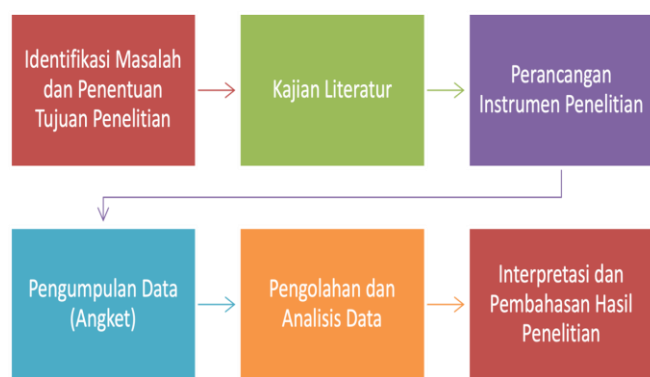 Identifikasi Masalah
dan Penentuan
Tujuan Penelitian
Kajian Literatur
Perancangan
Instrumen Penelitian
Pengumpulan Data
(Angket)
Pengolahan dan
Analisis Data
Interpretasi dan
Pembahasan Hasil
Penelitian